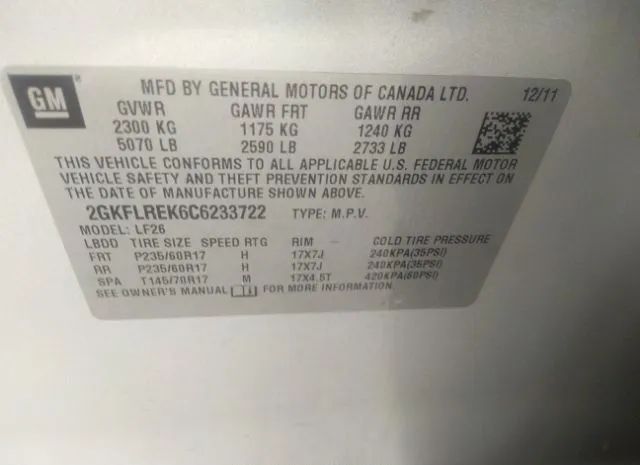 GM
MFD BY GENERAL MOTORS OF CANADA LTD. 12/11
GVWR GAWR FRT GAWR RR
2300 KG 1175 KG 1240 KG
5070 LB 2590 LB 2733 LB
THIS VEHICLE CONFORMS TO ALL APPLICABLE U.S. FEDERAL MOTOR
VEHICLE SAFETY AND THEFT PREVENTION STANDARDS IN EFFECT ON
THE DATE OF MANUFACTURE SHOWN ABOVE.
2GKFLREK6C6233722 TYPE: M.P.V.
MODEL: LF26
LBDD TIRE SIZE SPEED RTG RIM COLD TIRE PRESSURE
FRT P235/60R17 H 17X7J 240KPA(35PSI)
RR P235/60R17 H 17X7J 240KPA(35PSI)
SPA T145/70R17 M 17X4.5T 420KPA(60PSI)
SEE OWNER'S MANUAL FOR MORE INFORMATION.